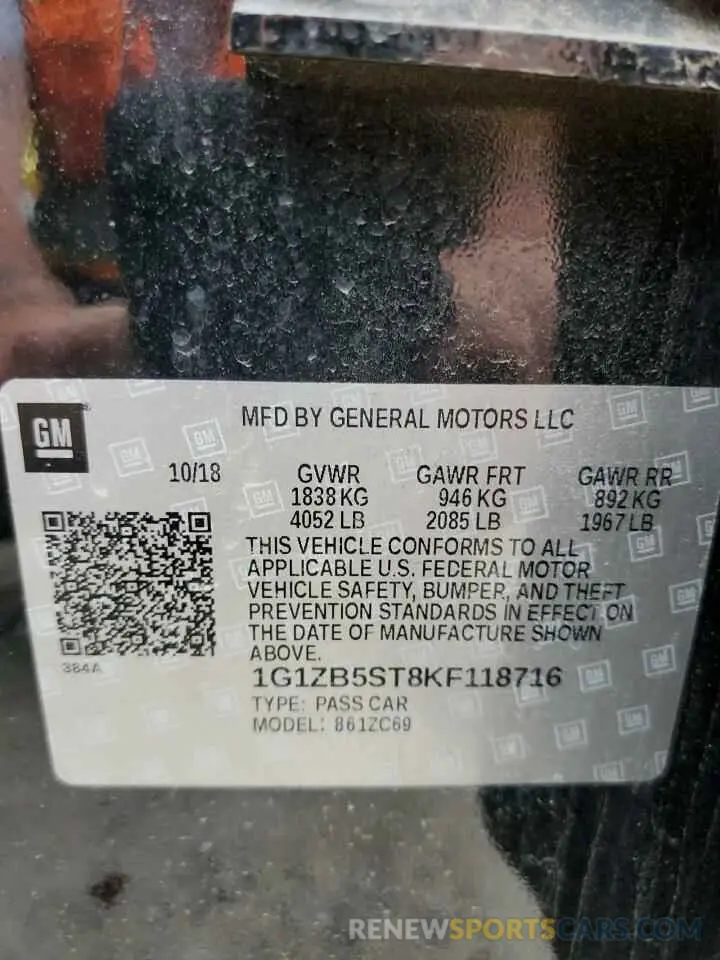 GM
MFD BY GENERAL MOTORS LLC
10/18 GVWR GAWR FRT GAWR RR
1838 KG 946 KG 892 KG
4052 LB 2085 LB 1967 LB
THIS VEHICLE CONFORMS TO ALL
APPLICABLE U.S. FEDERAL MOTOR
VEHICLE SAFETY, BUMPER, AND THEFT
PREVENTION STANDARDS IN EFFECT ON
THE DATE OF MANUFACTURE SHOWN
ABOVE.
384A
1G1ZB5ST8KF118716
TYPE: PASS CAR
MODEL: 861ZC69
RENEWSPORTSCARS.COM